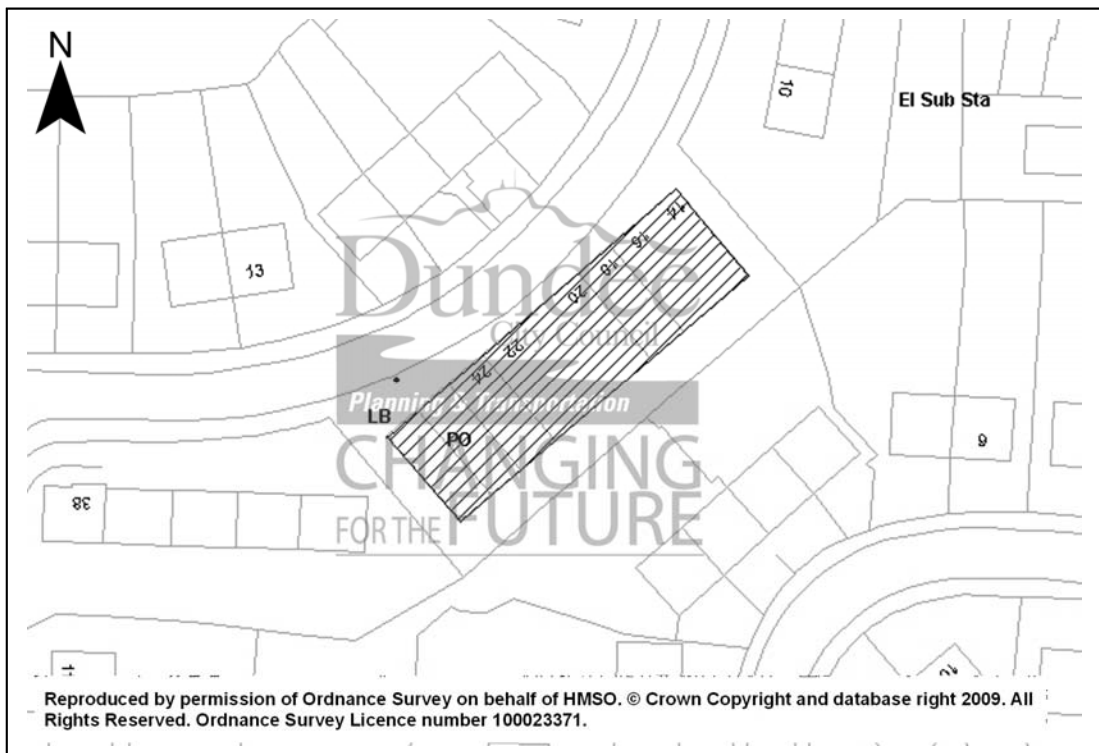 N
10
El Sub Sta
13
14
16
18
20
22
24
LB
PO
38
Dundee
City Council
Planning & Transportation
CHANGING
FOR THE FUTURE
Reproduced by permission of Ordnance Survey on behalf of HMSO. © Crown Copyright and database right 2009. All
Rights Reserved. Ordnance Survey Licence number 100023371.